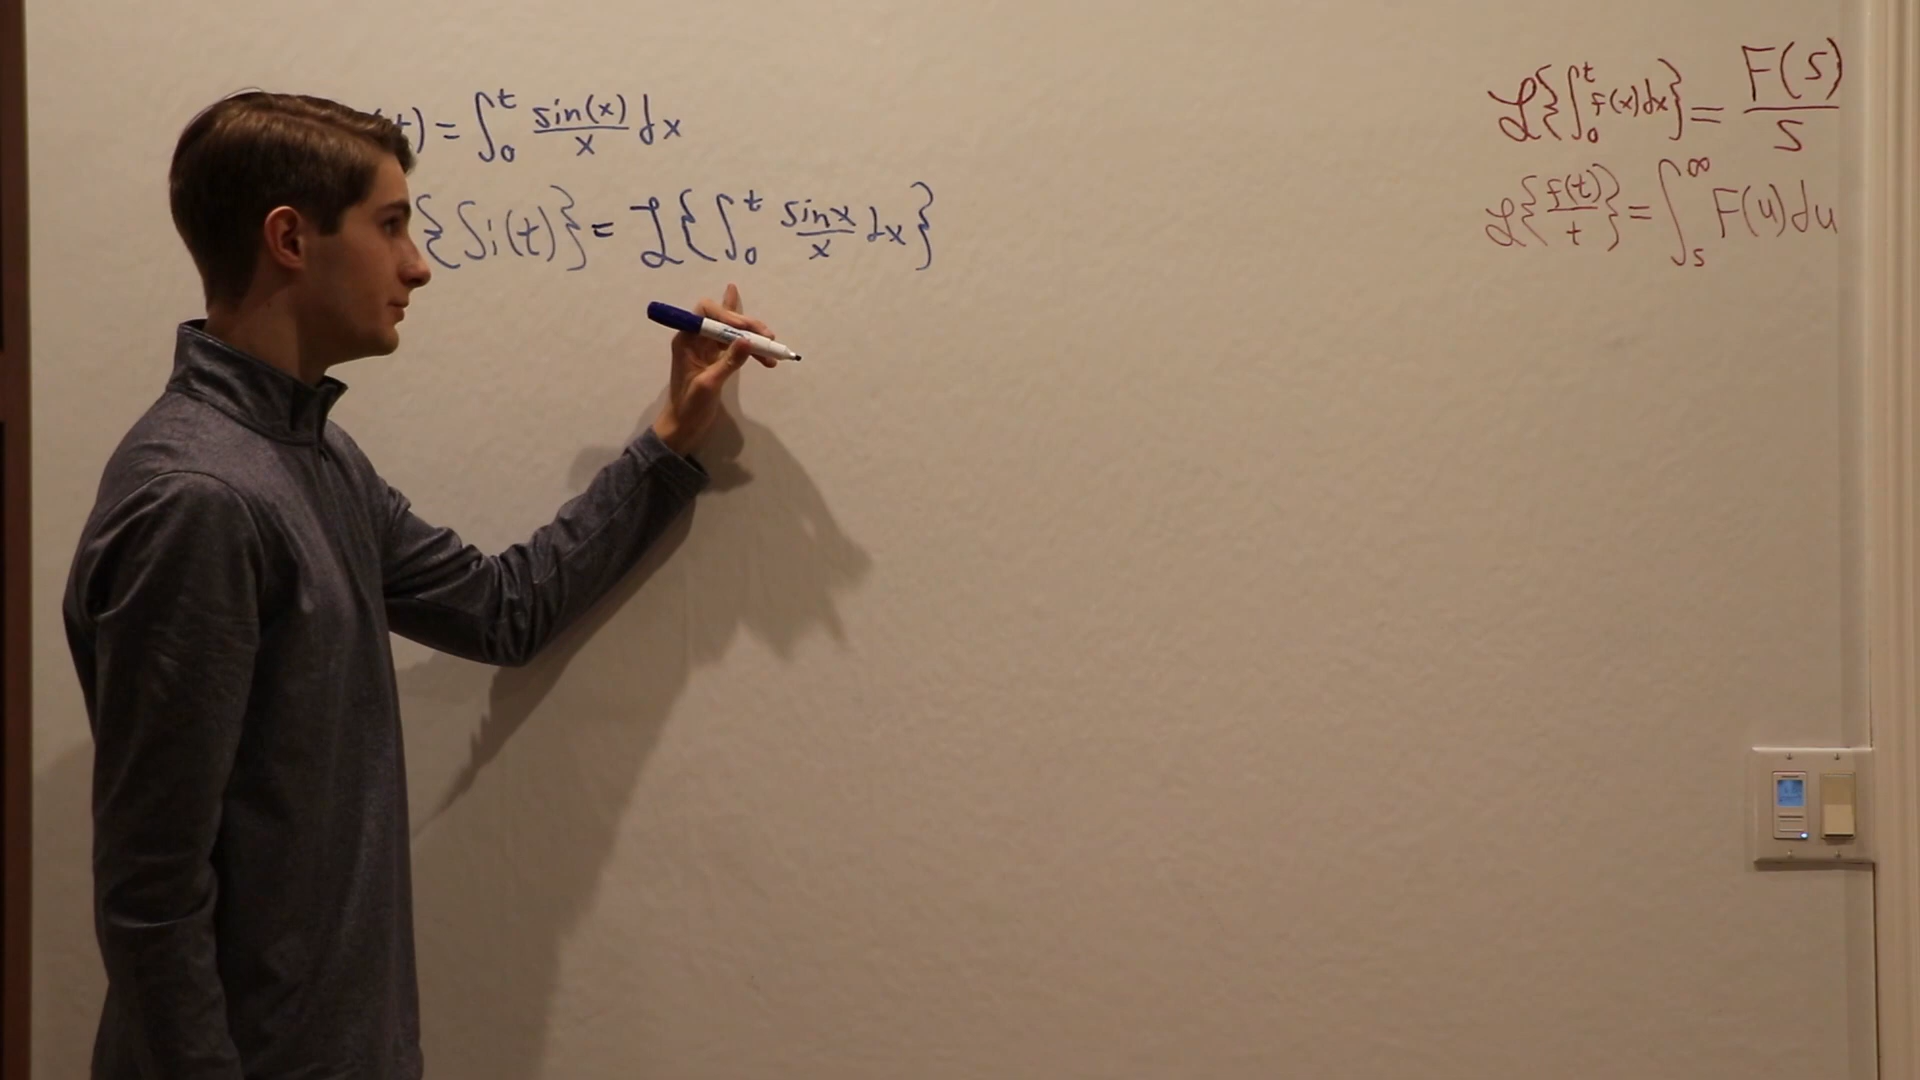 t) = ∫₀ᵗ sin(x)/x dx
{Si(t)} = ℒ{∫₀ᵗ sinx/x dx}
ℒ{∫₀ᵗ f(x)dx} = F(s)/s
ℒ{f(t)/t} = ∫ₛ^∞ F(u)du